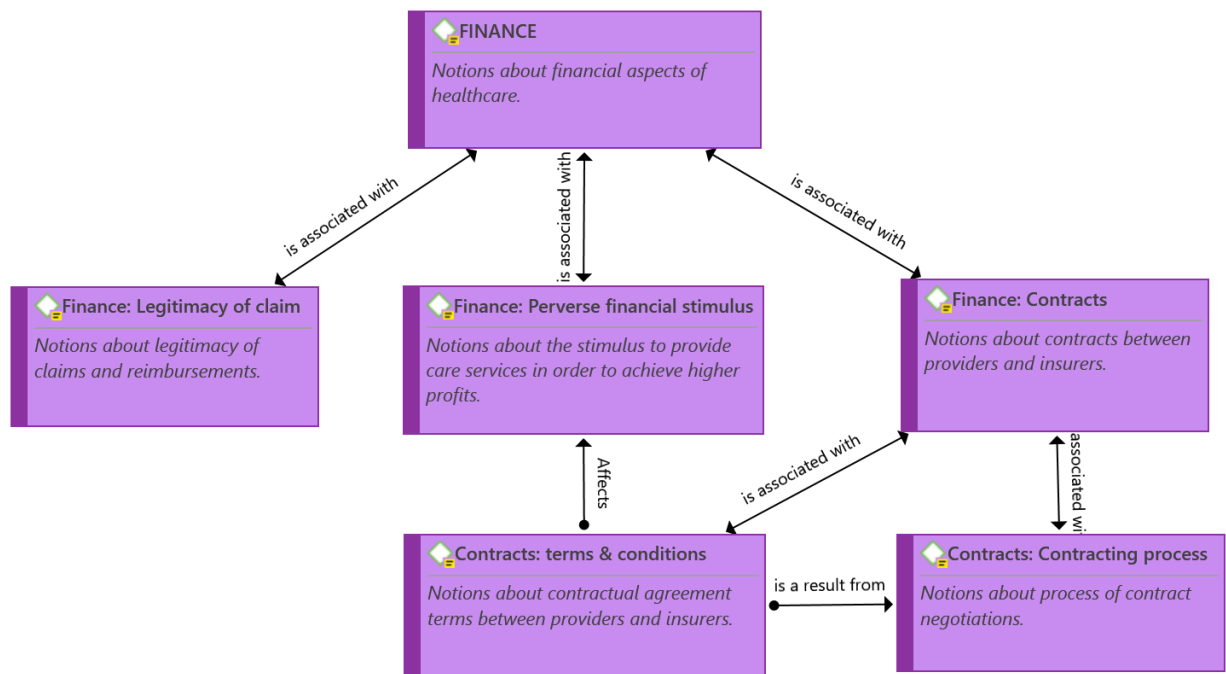 FINANCE
Notions about financial aspects of
healthcare.
is associated with
is associated with
is associated with
Finance: Legitimacy of claim
Notions about legitimacy of
claims and reimbursements.
Finance: Perverse financial stimulus
Notions about the stimulus to provide
care services in order to achieve higher
profits.
Finance: Contracts
Notions about contracts between
providers and insurers.
Affects
is associated with
associated wi
Contracts: terms & conditions
Notions about contractual agreement
terms between providers and insurers.
is a result from
Contracts: Contracting process
Notions about process of contract
negotiations.